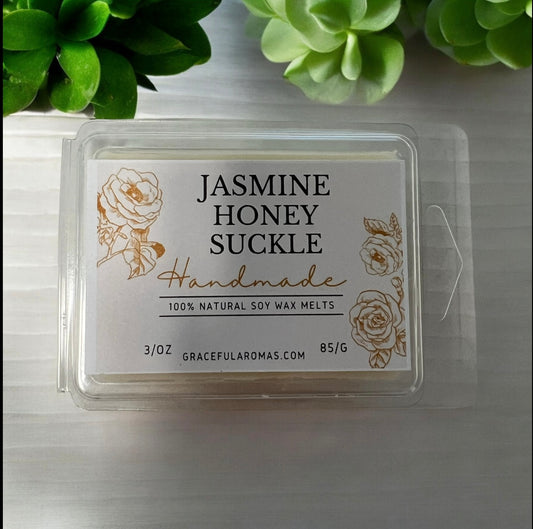 JASMINE
HONEY
SUCKLE
Handmade
100% NATURAL SOY WAX MELTS
3/OZ GRACEFULAROMAS.COM 85/G